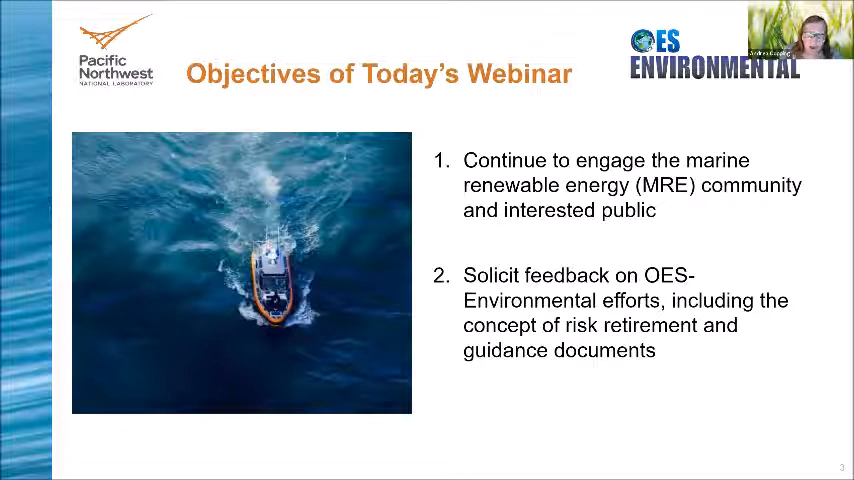 Pacific
Northwest
NATIONAL LABORATORY
Objectives of Today's Webinar
OES
ENVIRONMENTAL
Andrea Copping
1. Continue to engage the marine
renewable energy (MRE) community
and interested public
2. Solicit feedback on OES-
Environmental efforts, including the
concept of risk retirement and
guidance documents
3